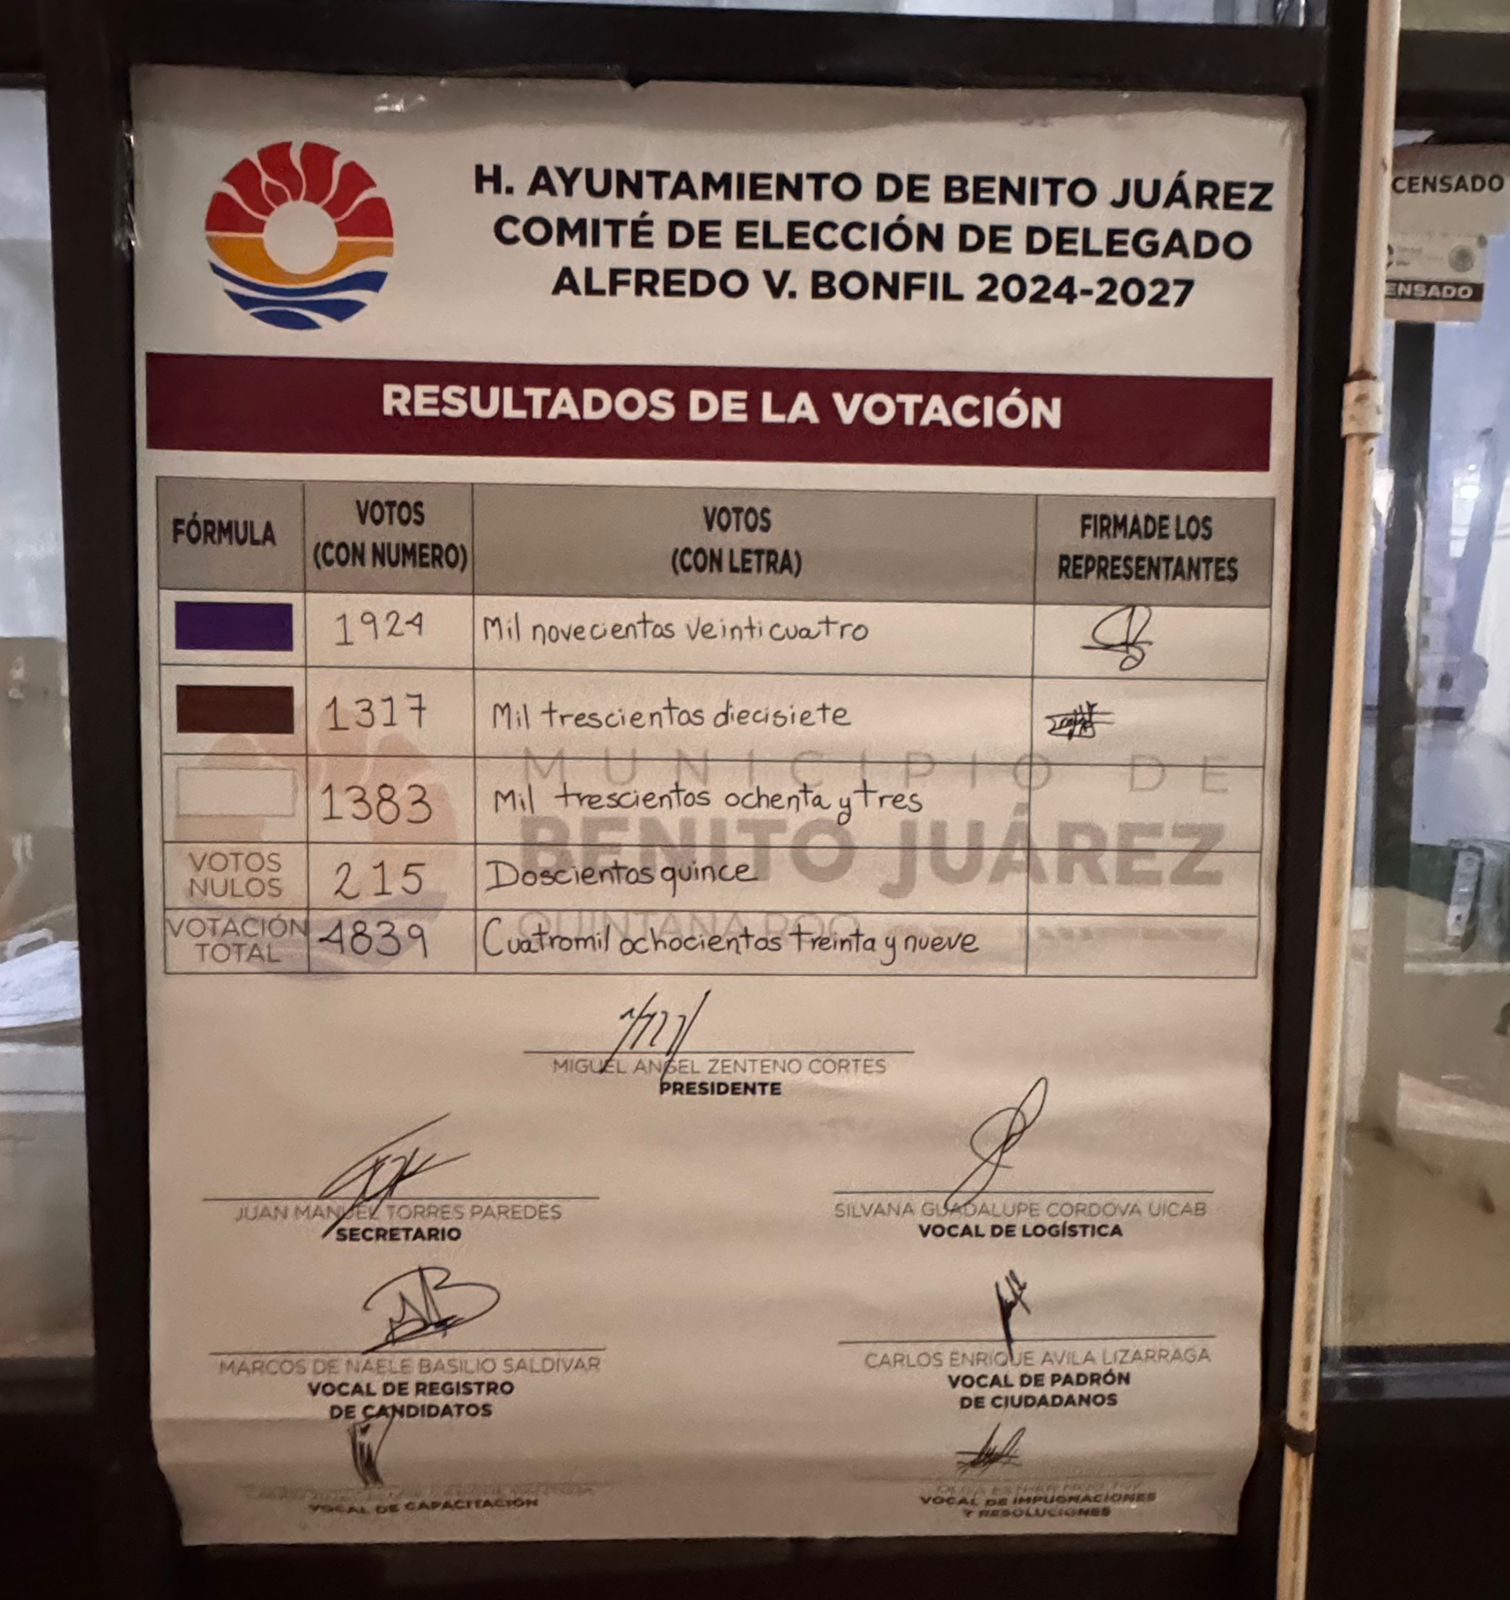 H. AYUNTAMIENTO DE BENITO JUÁREZ
COMITÉ DE ELECCIÓN DE DELEGADO
ALFREDO V. BONFIL 2024-2027
CENSADO
ENSADO
RESULTADOS DE LA VOTACIÓN
FÓRMULA
VOTOS
(CON NUMERO)
VOTOS
(CON LETRA)
FIRMADE LOS
REPRESENTANTES
1924
Mil novecientos veinticuatro
1317
Mil trescientos diecisiete
1383
Mil trescientos ochenta y tres
VOTOS
NULOS
215
Doscientos quince
VOTACIÓN
TOTAL
4839
Cuatromil ochocientos treinta y nueve
MUNICIPIO DE
BENITO JUÁREZ
QUINTANA ROO
MIGUEL ANGEL ZENTENO CORTES
PRESIDENTE
JUAN MANUEL TORRES PAREDES
SECRETARIO
SILVANA GUADALUPE CORDOVA UICAB
VOCAL DE LOGÍSTICA
MARCOS DE NAELE BASILIO SALDÍVAR
VOCAL DE REGISTRO
DE CANDIDATOS
CARLOS ENRIQUE AVILA LIZARRAGA
VOCAL DE PADRÓN
DE CIUDADANOS
VOCAL DE CAPACITACIÓN
VOCAL DE IMPUGNACIONES
Y RESOLUCIONES